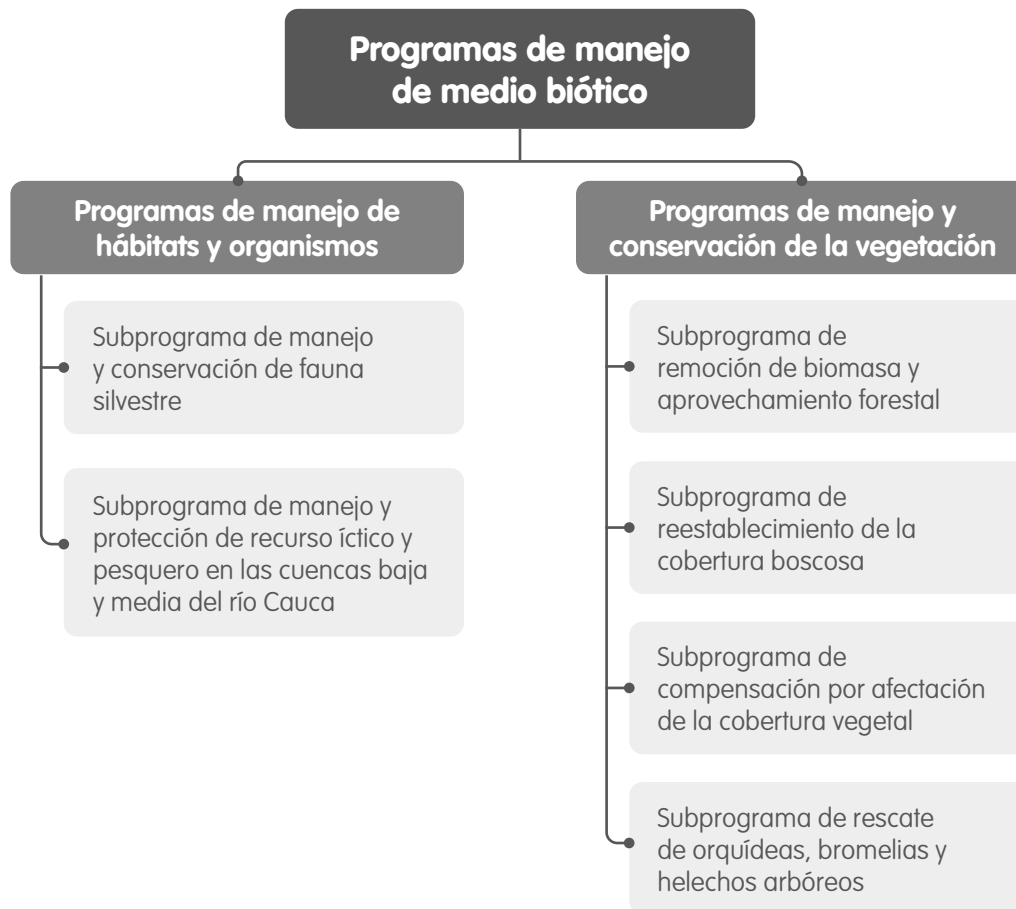 Programas de manejo
de medio biótico
Programas de manejo de
hábitats y organismos
Subprograma de manejo
y conservación de fauna
silvestre
Subprograma de manejo y
protección de recurso íctico y
pesquero en las cuencas baja
y media del río Cauca
Programas de manejo y
conservación de la vegetación
Subprograma de
remoción de biomasa y
aprovechamiento forestal
Subprograma de
reestablecimiento de la
cobertura boscosa
Subprograma de
compensación por afectación
de la cobertura vegetal
Subprograma de rescate
de orquídeas, bromelias y
helechos arbóreos